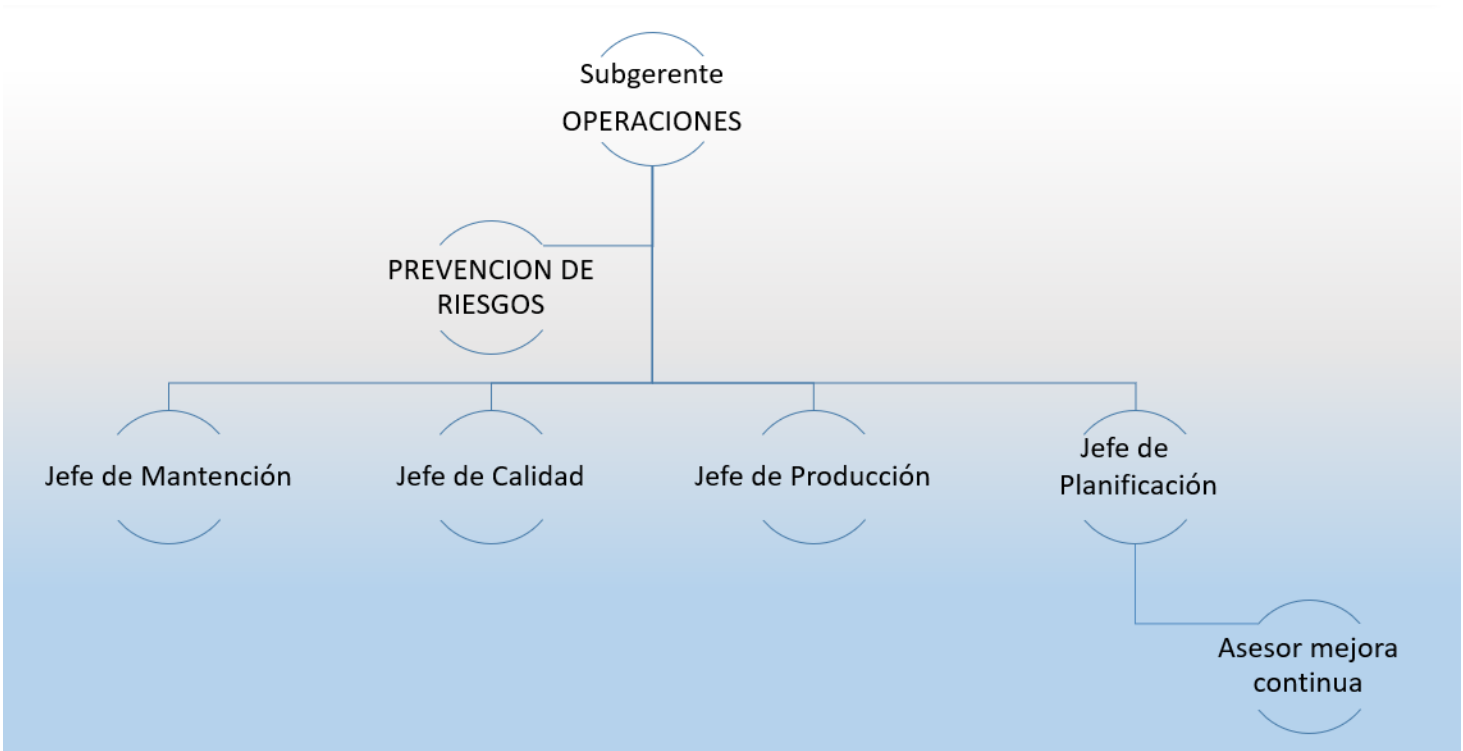 Subgerente
OPERACIONES
PREVENCION DE
RIESGOS
Jefe de Mantención
Jefe de Calidad
Jefe de Producción
Jefe de
Planificación
Asesor mejora
continua